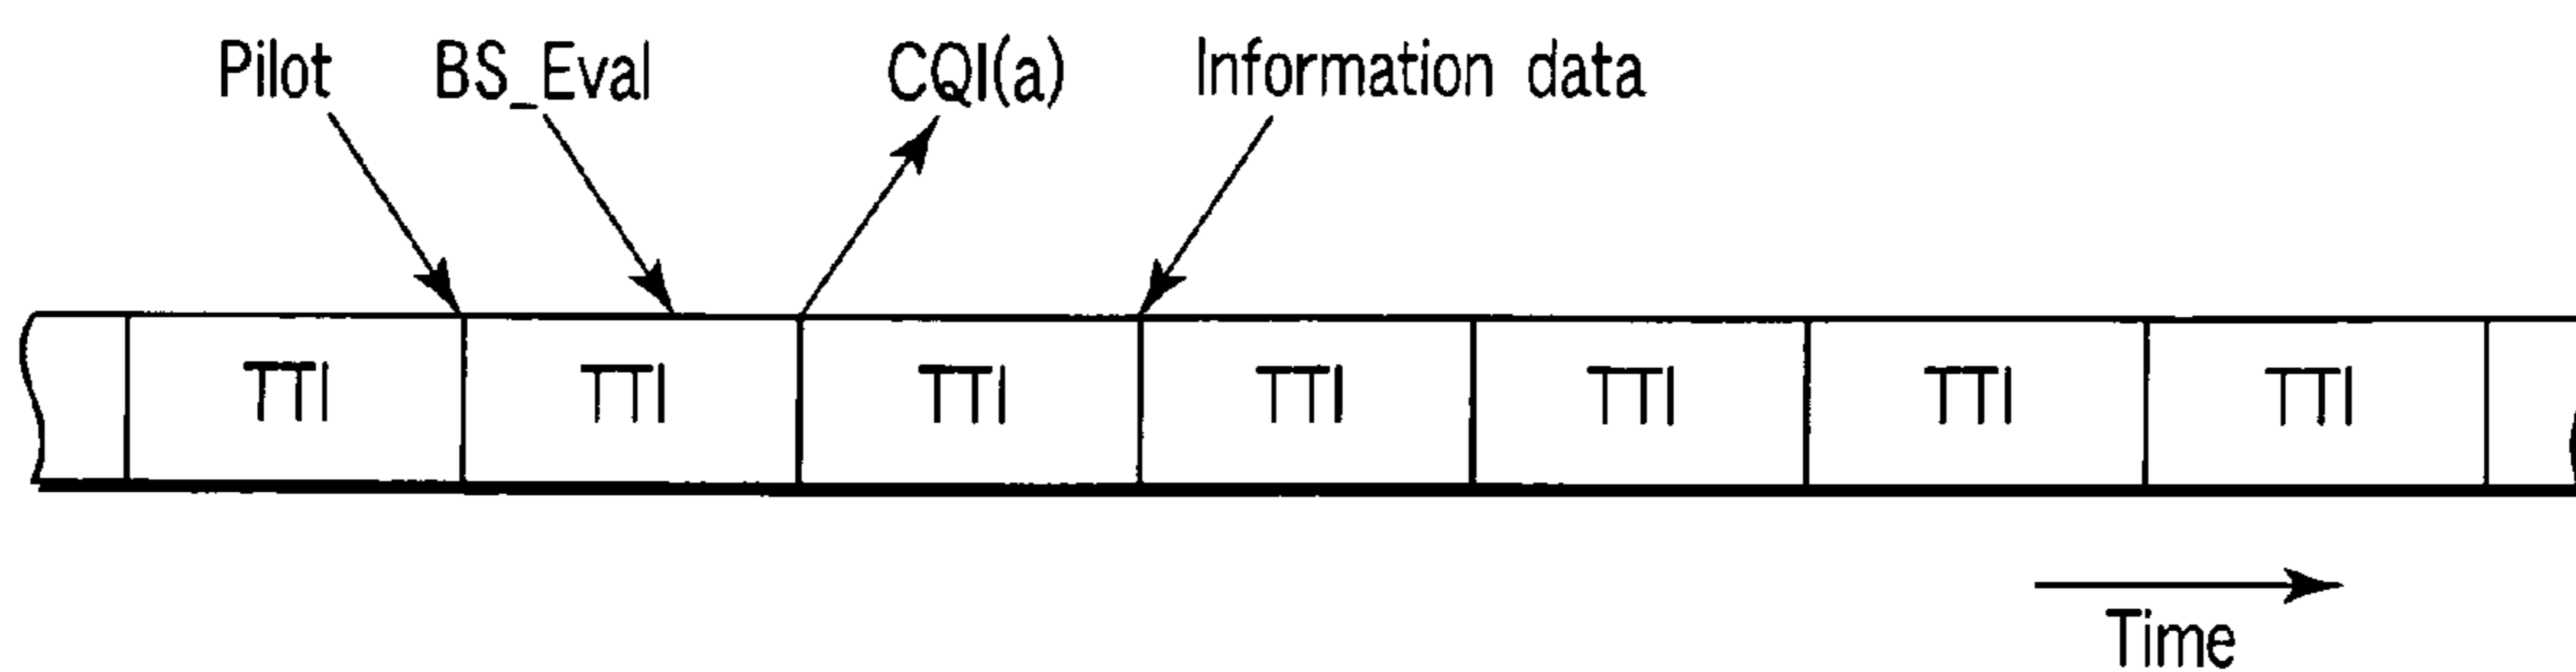 Pilot BS_Eval CQI(a) Information data
TTI TTI TTI TTI TTI TTI TTI
Time